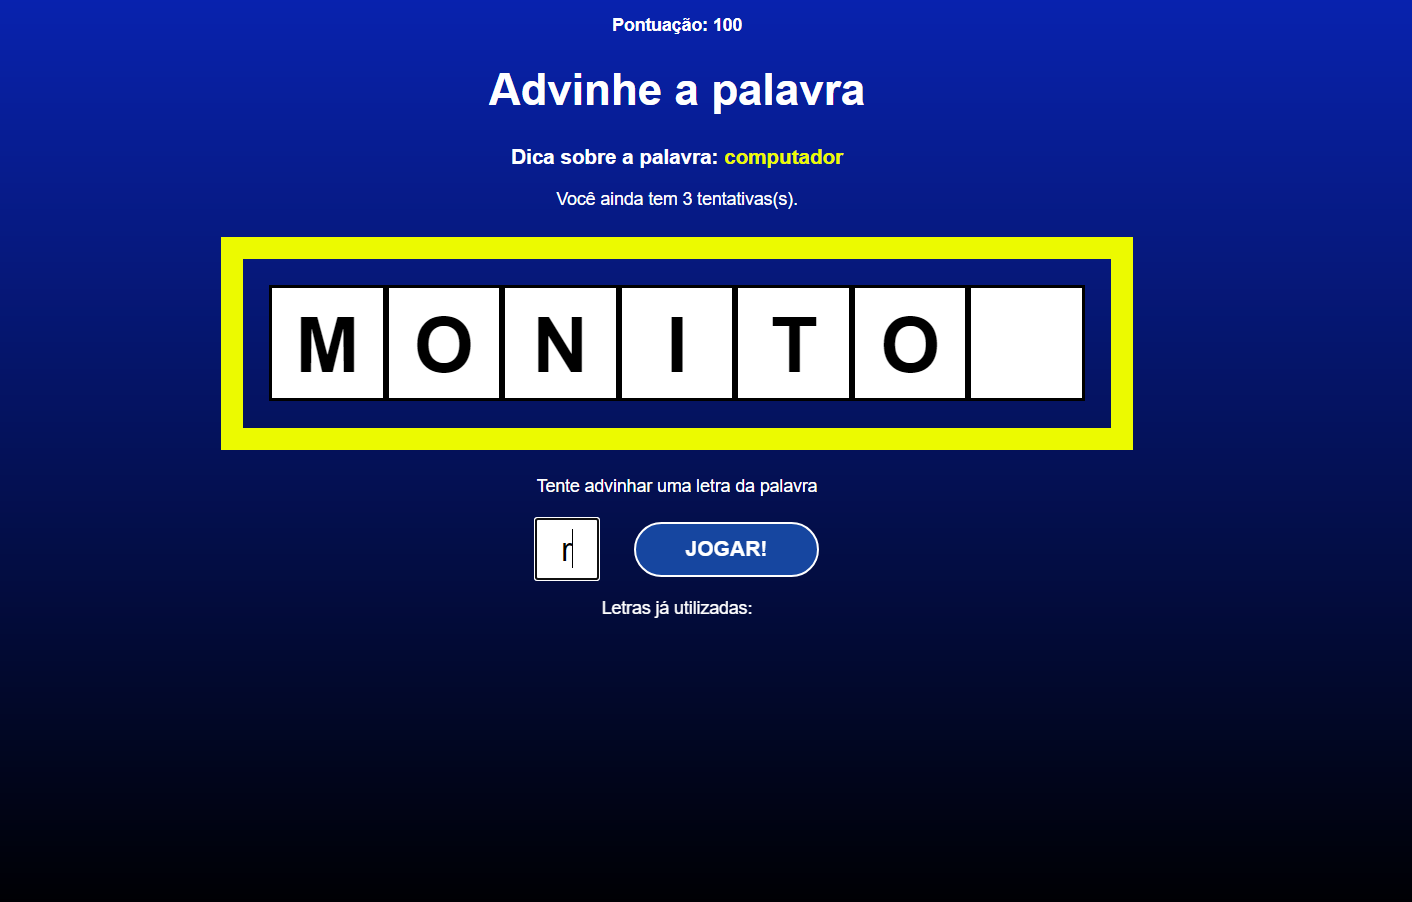 Pontuação: 100
Advinhe a palavra
Dica sobre a palavra: computador
Você ainda tem 3 tentativas(s).
M O N I T O
Tente advinhar uma letra da palavra
r JOGAR!
Letras já utilizadas: